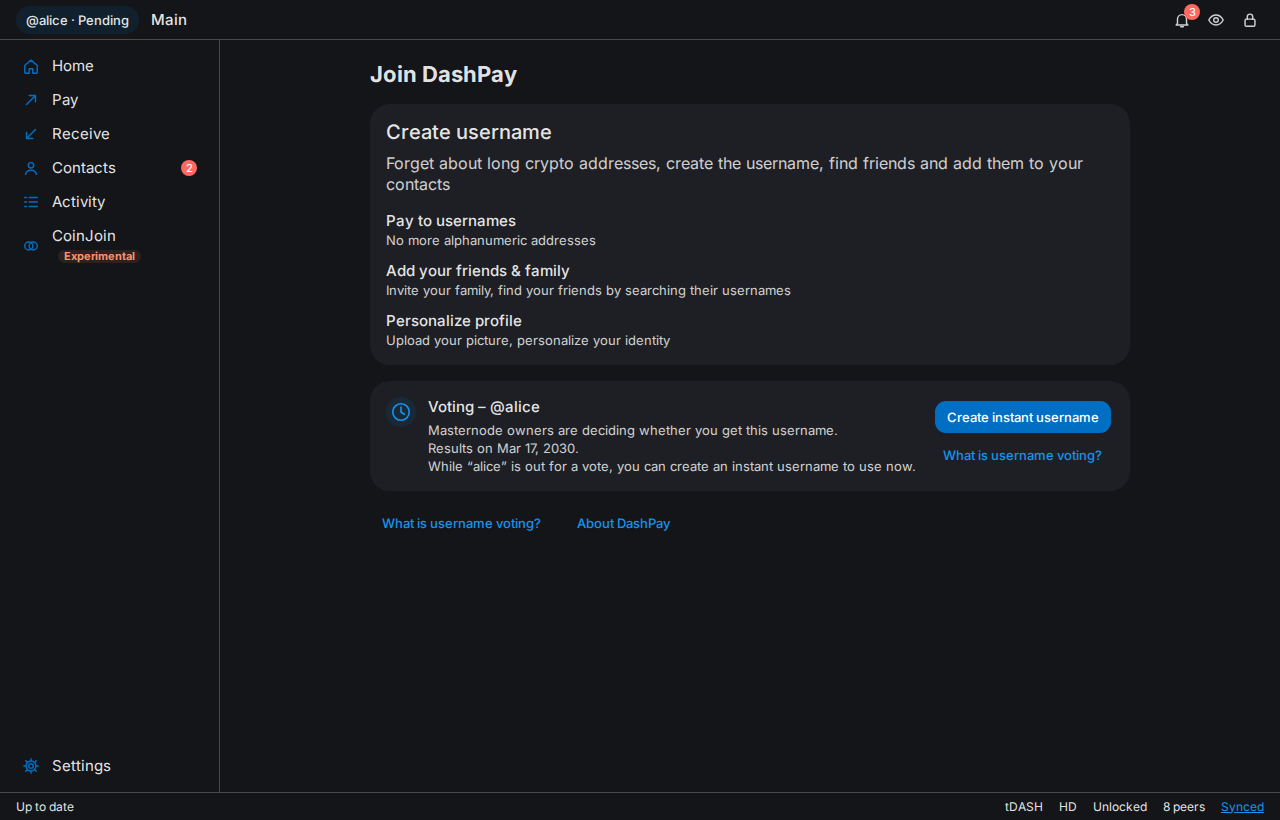 @alice · Pending
Main
3
Home
Pay
Receive
Contacts
2
Activity
CoinJoin
Experimental
Settings
Join DashPay
Create username
Forget about long crypto addresses, create the username, find friends and add them to your
contacts
Pay to usernames
No more alphanumeric addresses
Add your friends & family
Invite your family, find your friends by searching their usernames
Personalize profile
Upload your picture, personalize your identity
Voting – @alice
Masternode owners are deciding whether you get this username.
Results on Mar 17, 2030.
While “alice” is out for a vote, you can create an instant username to use now.
Create instant username
What is username voting?
What is username voting?
About DashPay
Up to date
tDASH
HD
Unlocked
8 peers
Synced